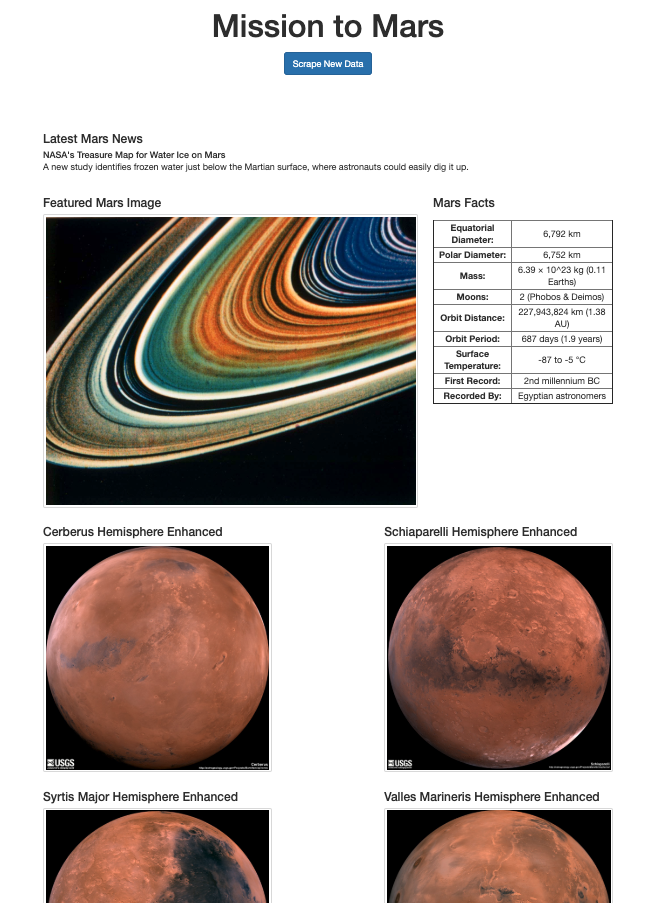 Mission to Mars
Scrape New Data
Latest Mars News
NASA's Treasure Map for Water Ice on Mars
A new study identifies frozen water just below the Martian surface, where astronauts could easily dig it up.
Featured Mars Image
Mars Facts
Equatorial Diameter: 6,792 km
Polar Diameter: 6,752 km
Mass: 6.39 × 10^23 kg (0.11 Earths)
Moons: 2 (Phobos & Deimos)
Orbit Distance: 227,943,824 km (1.38 AU)
Orbit Period: 687 days (1.9 years)
Surface Temperature: -87 to -5 °C
First Record: 2nd millennium BC
Recorded By: Egyptian astronomers
Cerberus Hemisphere Enhanced
Schiaparelli Hemisphere Enhanced
USGS
Cerberus
USGS
Schiaparelli
Syrtis Major Hemisphere Enhanced
Valles Marineris Hemisphere Enhanced